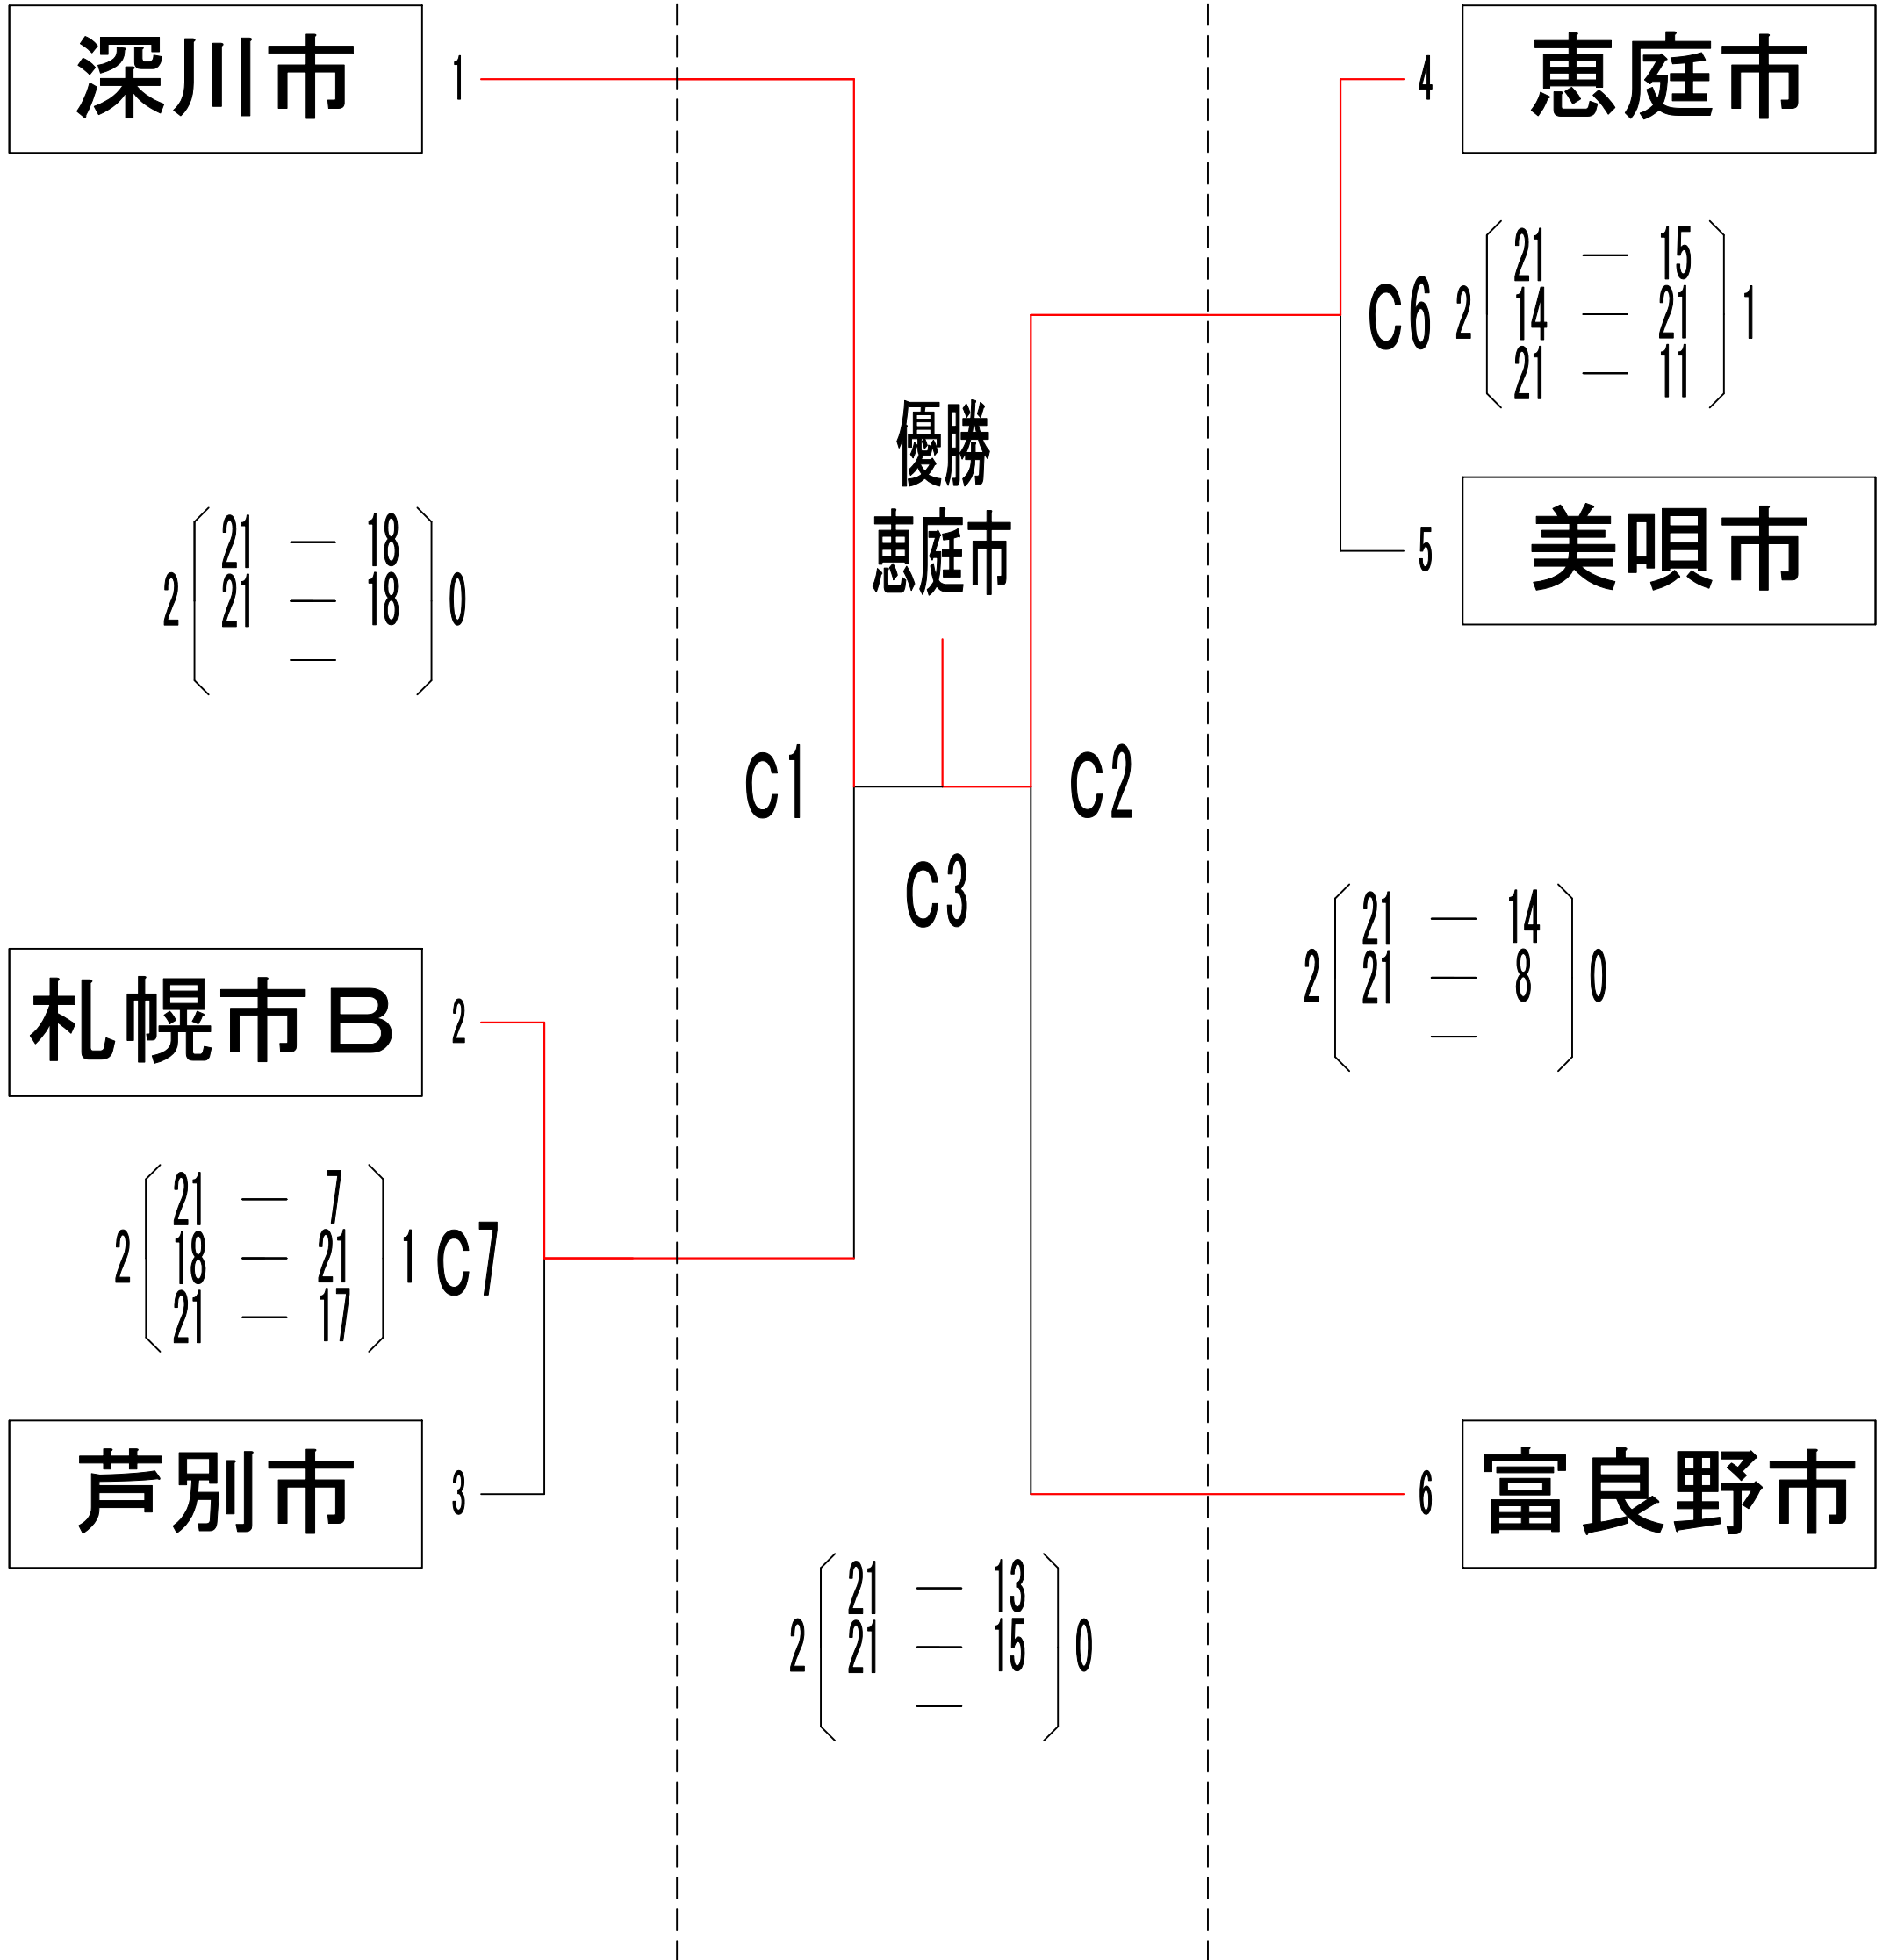 深川市 1
4 恵庭市
C6 2 21 — 15 1
14 — 21
21 — 11
優勝
恵庭市
2 21 — 18 0
21 — 18
—
5 美唄市
C1
C2
C3
札幌市B 2
2 21 — 14 0
21 — 8
—
2 21 — 7 1 C7
18 — 21
21 — 17
芦別市 3
6 富良野市
2 21 — 13 0
21 — 15
—